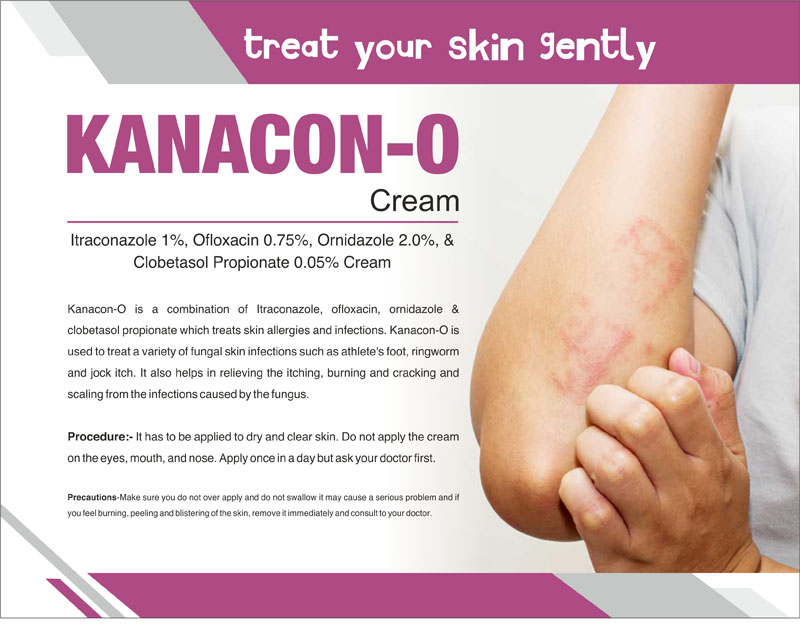 treat your skin gently
KANACON-O
Cream
Itraconazole 1%, Ofloxacin 0.75%, Ornidazole 2.0%, &
Clobetasol Propionate 0.05% Cream
Kanacon-O is a combination of Itraconazole, ofloxacin, ornidazole &
clobetasol propionate which treats skin allergies and infections. Kanacon-O is
used to treat a variety of fungal skin infections such as athlete's foot, ringworm
and jock itch. It also helps in relieving the itching, burning and cracking and
scaling from the infections caused by the fungus.
Procedure:- It has to be applied to dry and clear skin. Do not apply the cream
on the eyes, mouth, and nose. Apply once in a day but ask your doctor first.
Precautions-Make sure you do not over apply and do not swallow it may cause a serious problem and if
you feel burning, peeling and blistering of the skin, remove it immediately and consult to your doctor.